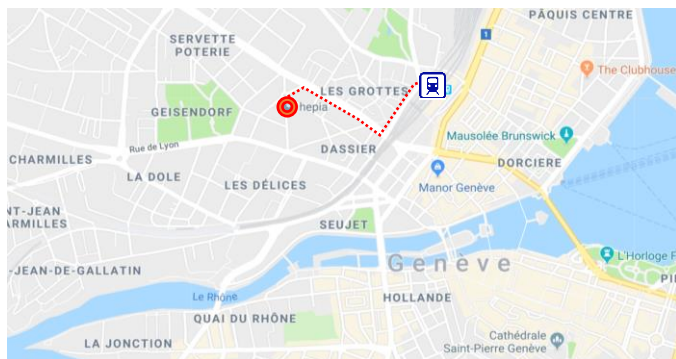 PÂQUIS CENTRE
SERVETTE
POTERIE
1
The Clubhouse
LES GROTTES
hepia
GEISENDORF
Mausolée Brunswick
Rue de Lyon
DASSIER
CHARMILLES
DORCIERE
LA DOLE
LES DÉLICES
Manor Genève
NT-JEAN
ARMILLES
SEUJET
L'Horloge F
Genève
-JEAN-DE-GALLATIN
PI
Le Rhône
HOLLANDE
QUAI DU RHÔNE
Cathédrale
Saint-Pierre Genève
LA JONCTION